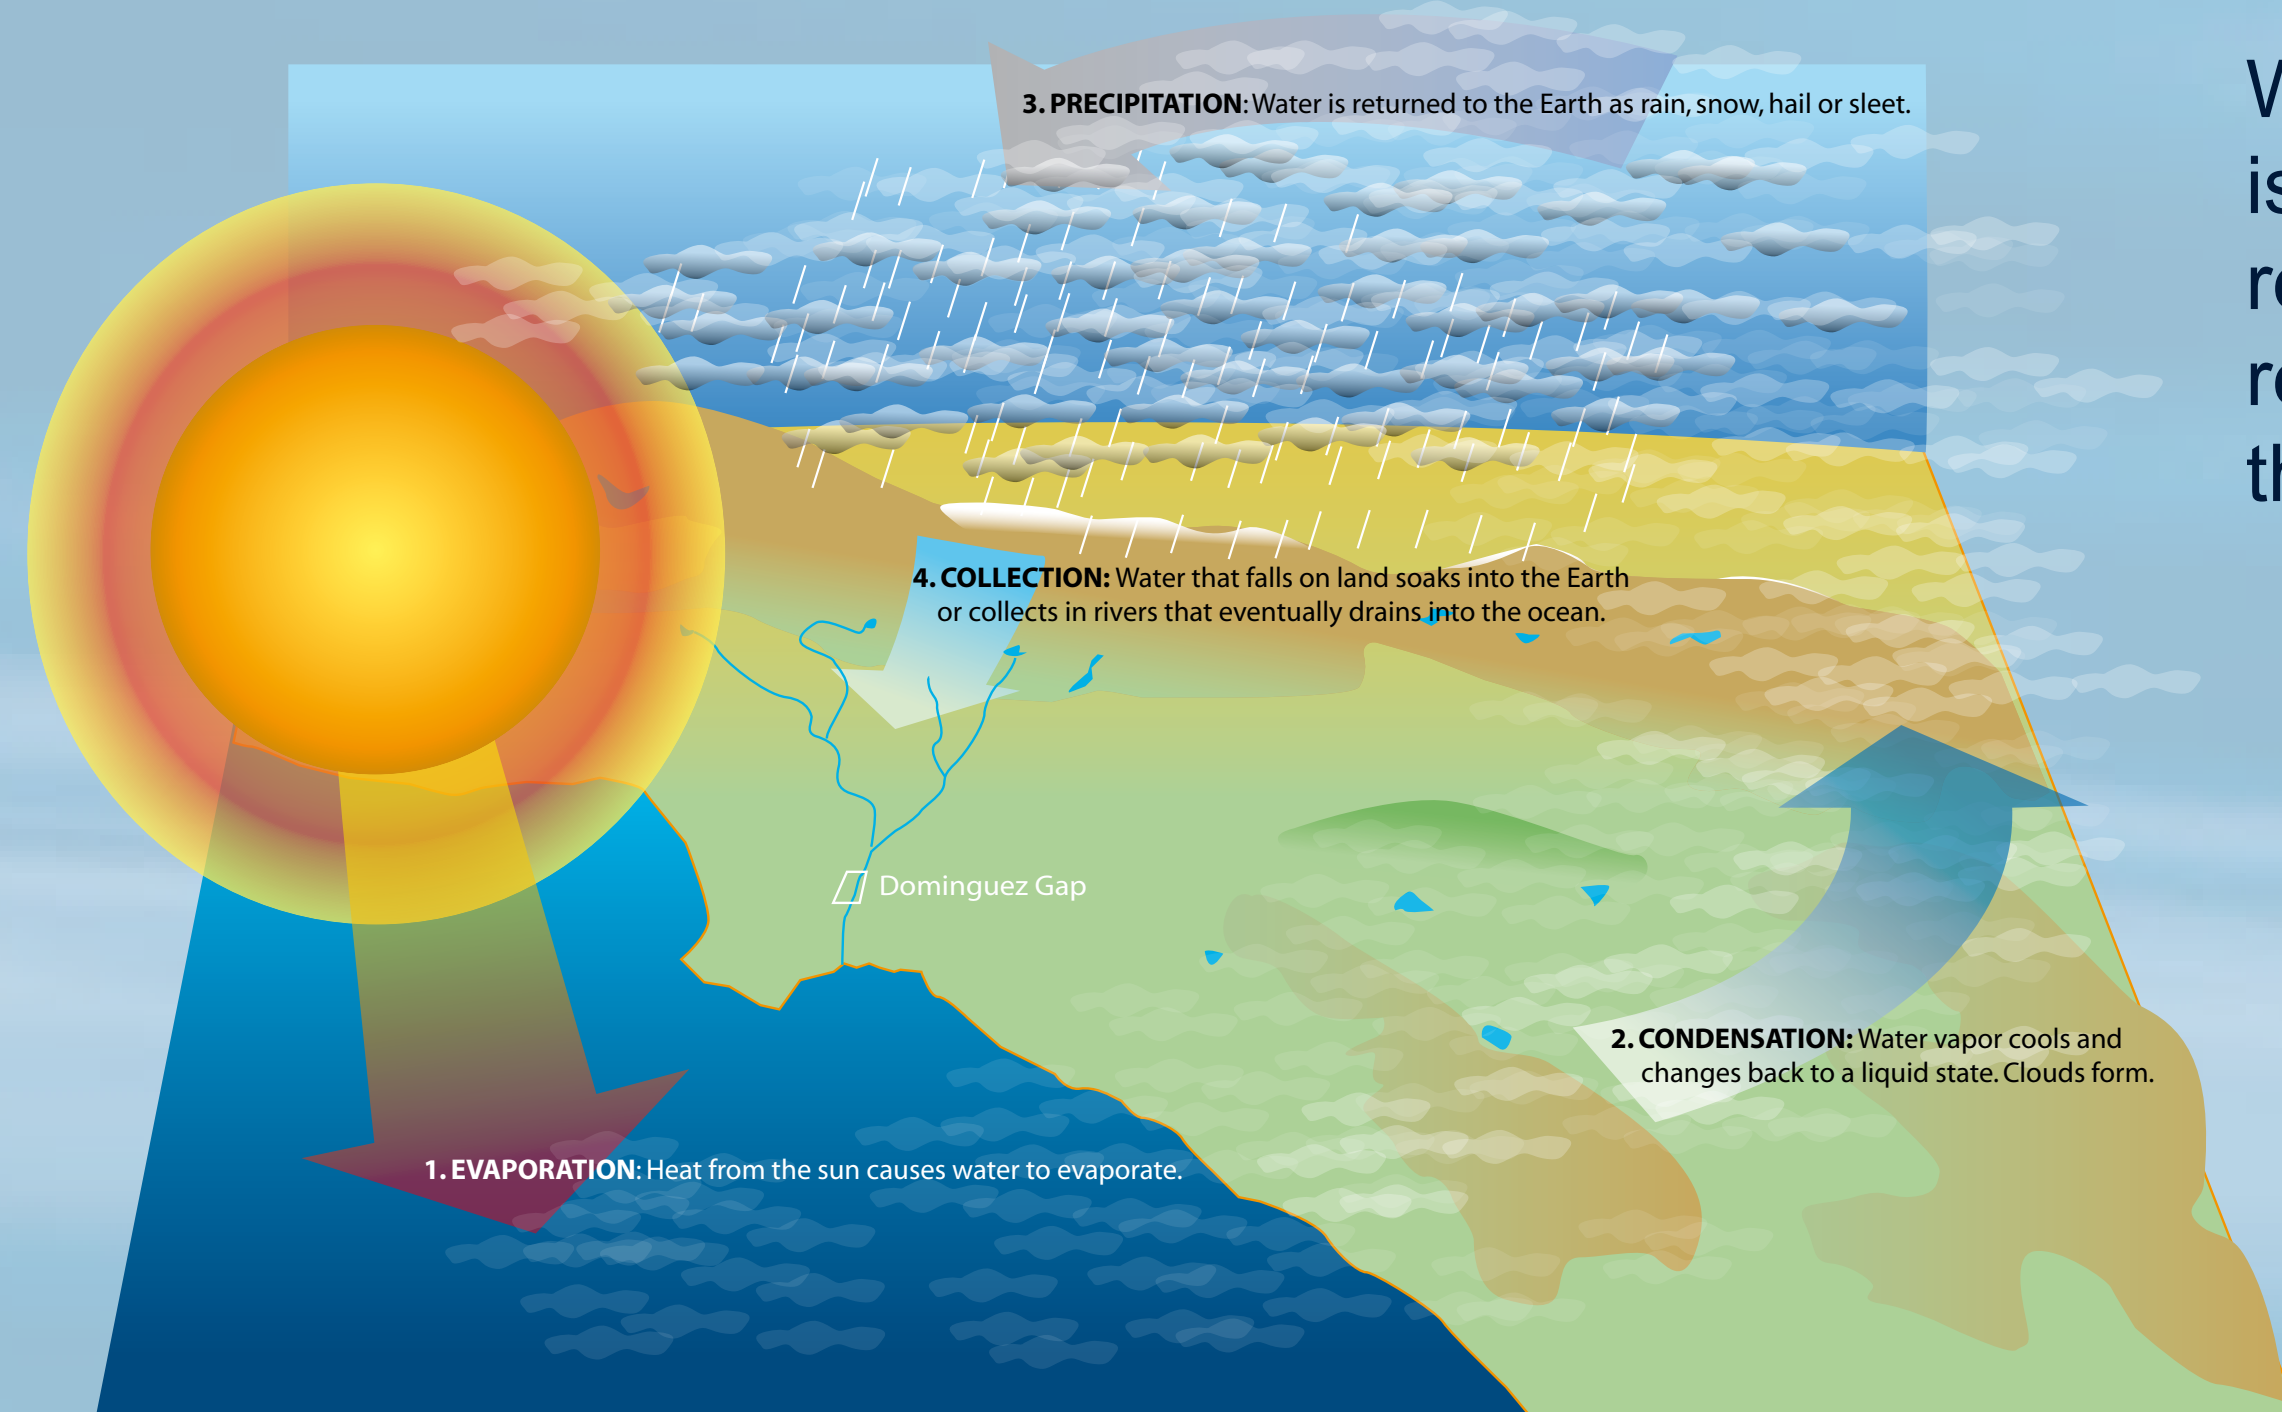 3. PRECIPITATION: Water is returned to the Earth as rain, snow, hail or sleet.
4. COLLECTION: Water that falls on land soaks into the Earth
or collects in rivers that eventually drains into the ocean.
Dominguez Gap
2. CONDENSATION: Water vapor cools and
changes back to a liquid state. Clouds form.
1. EVAPORATION: Heat from the sun causes water to evaporate.